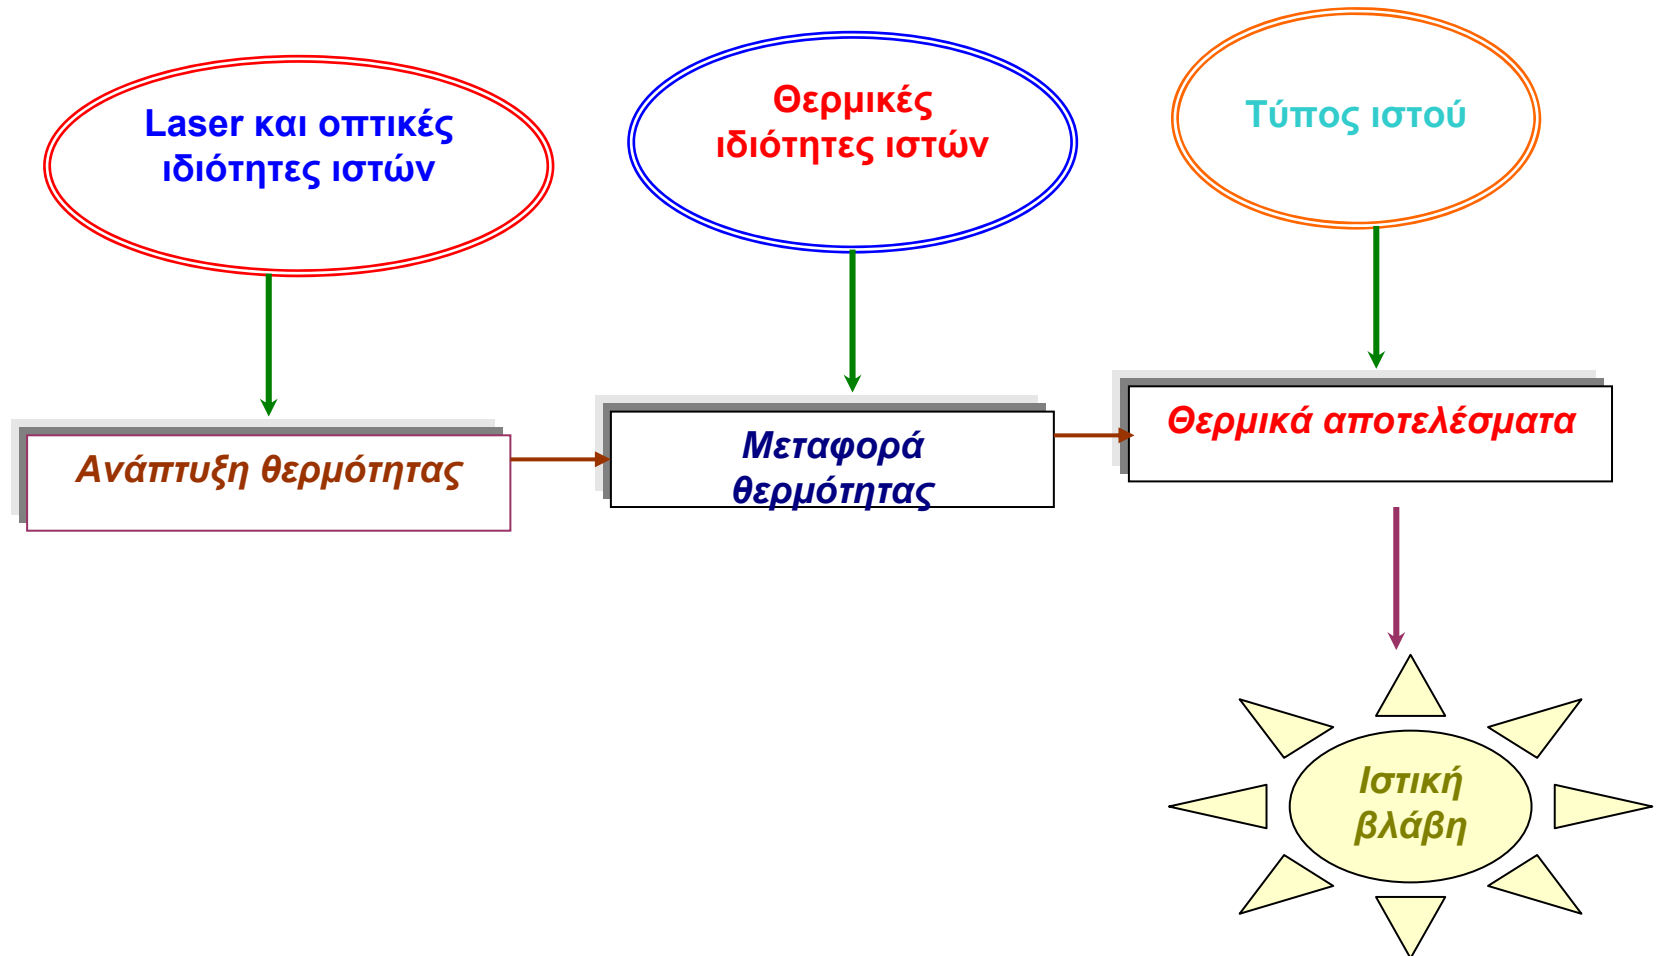 Laser και οπτικές
ιδιότητες ιστών
Θερμικές
ιδιότητες ιστών
Τύπος ιστού
Ανάπτυξη θερμότητας
Μεταφορά
θερμότητας
Θερμικά αποτελέσματα
Ιστική
βλάβη